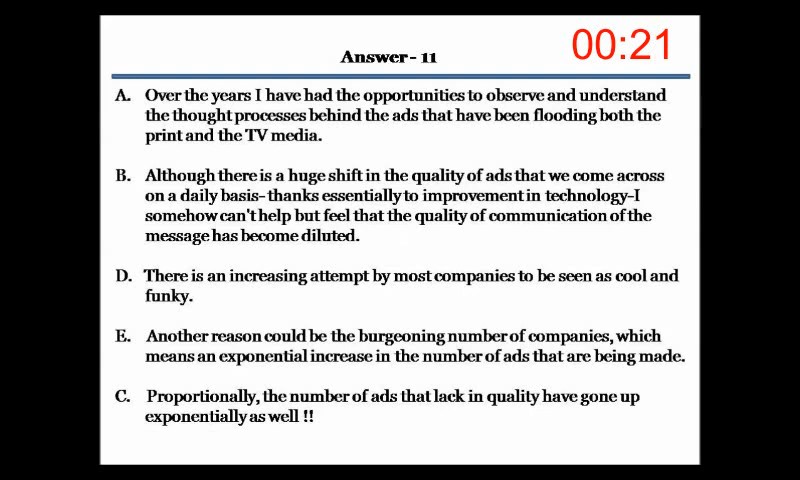 Answer - 11
00:21
A. Over the years I have had the opportunities to observe and understand
the thought processes behind the ads that have been flooding both the
print and the TV media.
B. Although there is a huge shift in the quality of ads that we come across
on a daily basis-thanks essentially to improvement in technology-I
somehow can't help but feel that the quality of communication of the
message has become diluted.
D. There is an increasing attempt by most companies to be seen as cool and
funky.
E. Another reason could be the burgeoning number of companies, which
means an exponential increase in the number of ads that are being made.
C. Proportionally, the number of ads that lack in quality have gone up
exponentially as well !!